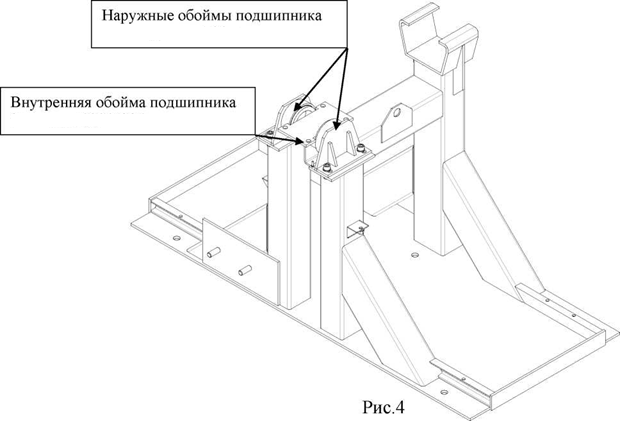 Наружные обоймы подшипника
Внутренняя обойма подшипника
Рис.4